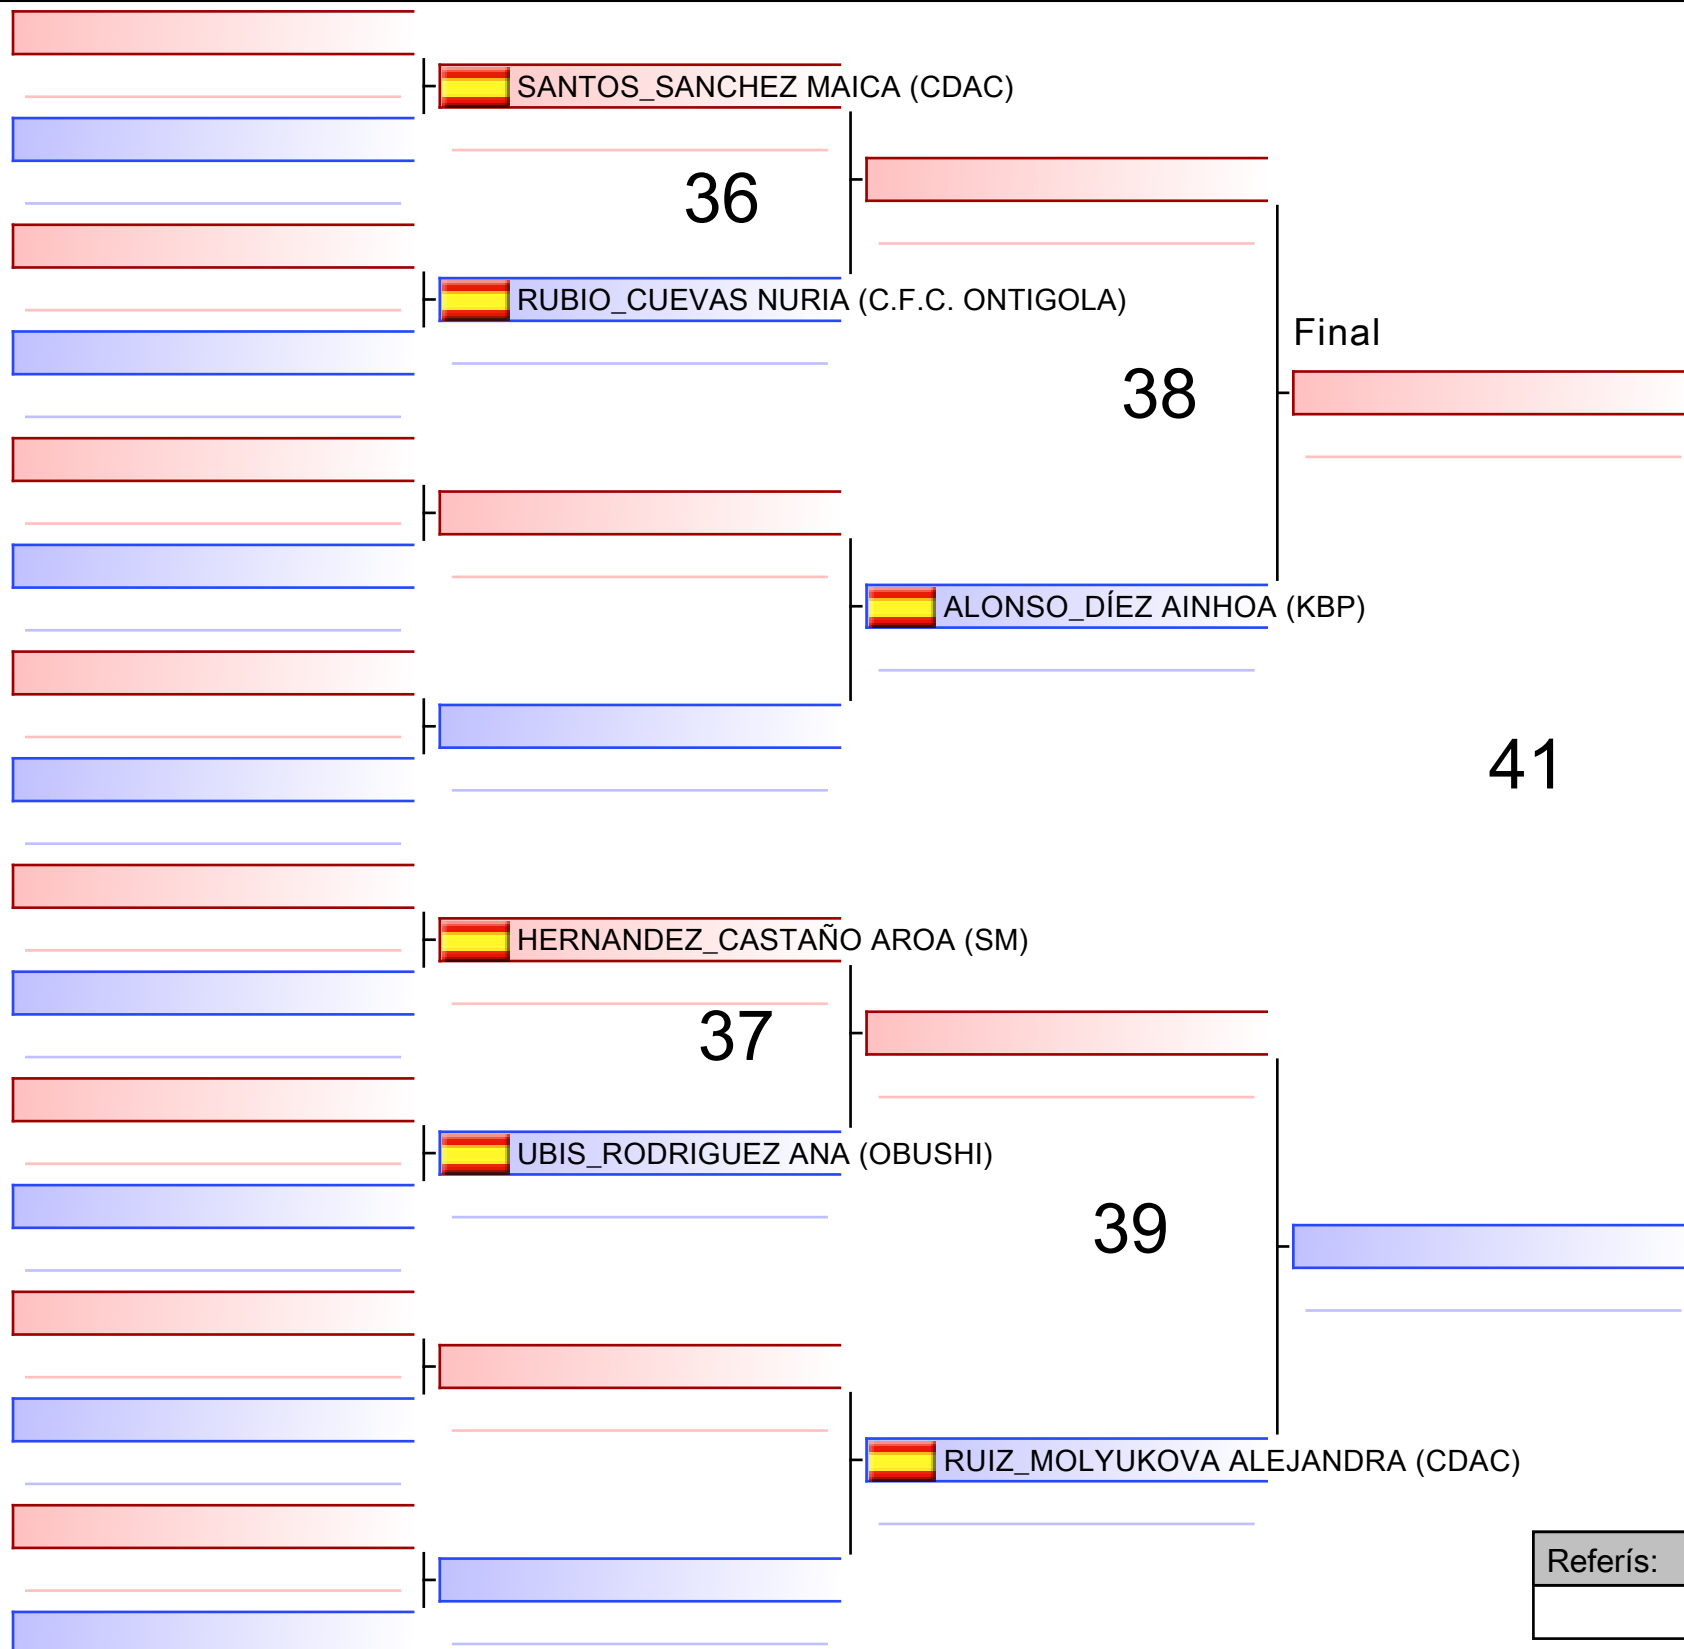 SANTOS_SANCHEZ MAICA (CDAC)
36
RUBIO_CUEVAS NURIA (C.F.C. ONTIGOLA)
Final
38
ALONSO_DÍEZ AINHOA (KBP)
41
HERNANDEZ_CASTAÑO AROA (SM)
37
UBIS_RODRIGUEZ ANA (OBUSHI)
39
RUIZ_MOLYUKOVA ALEJANDRA (CDAC)
Referís: